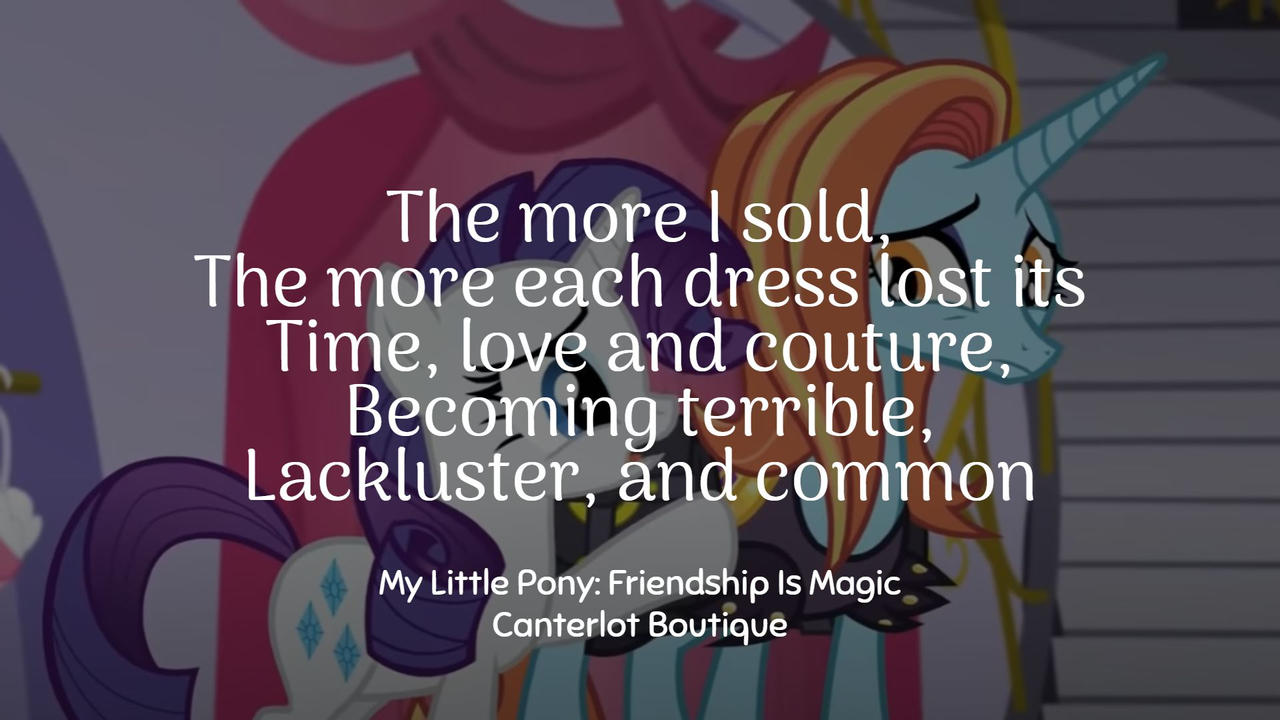 The more I sold,
The more each dress lost its
Time, love and couture,
Becoming terrible,
Lackluster, and common
My Little Pony: Friendship Is Magic
Canterlot Boutique